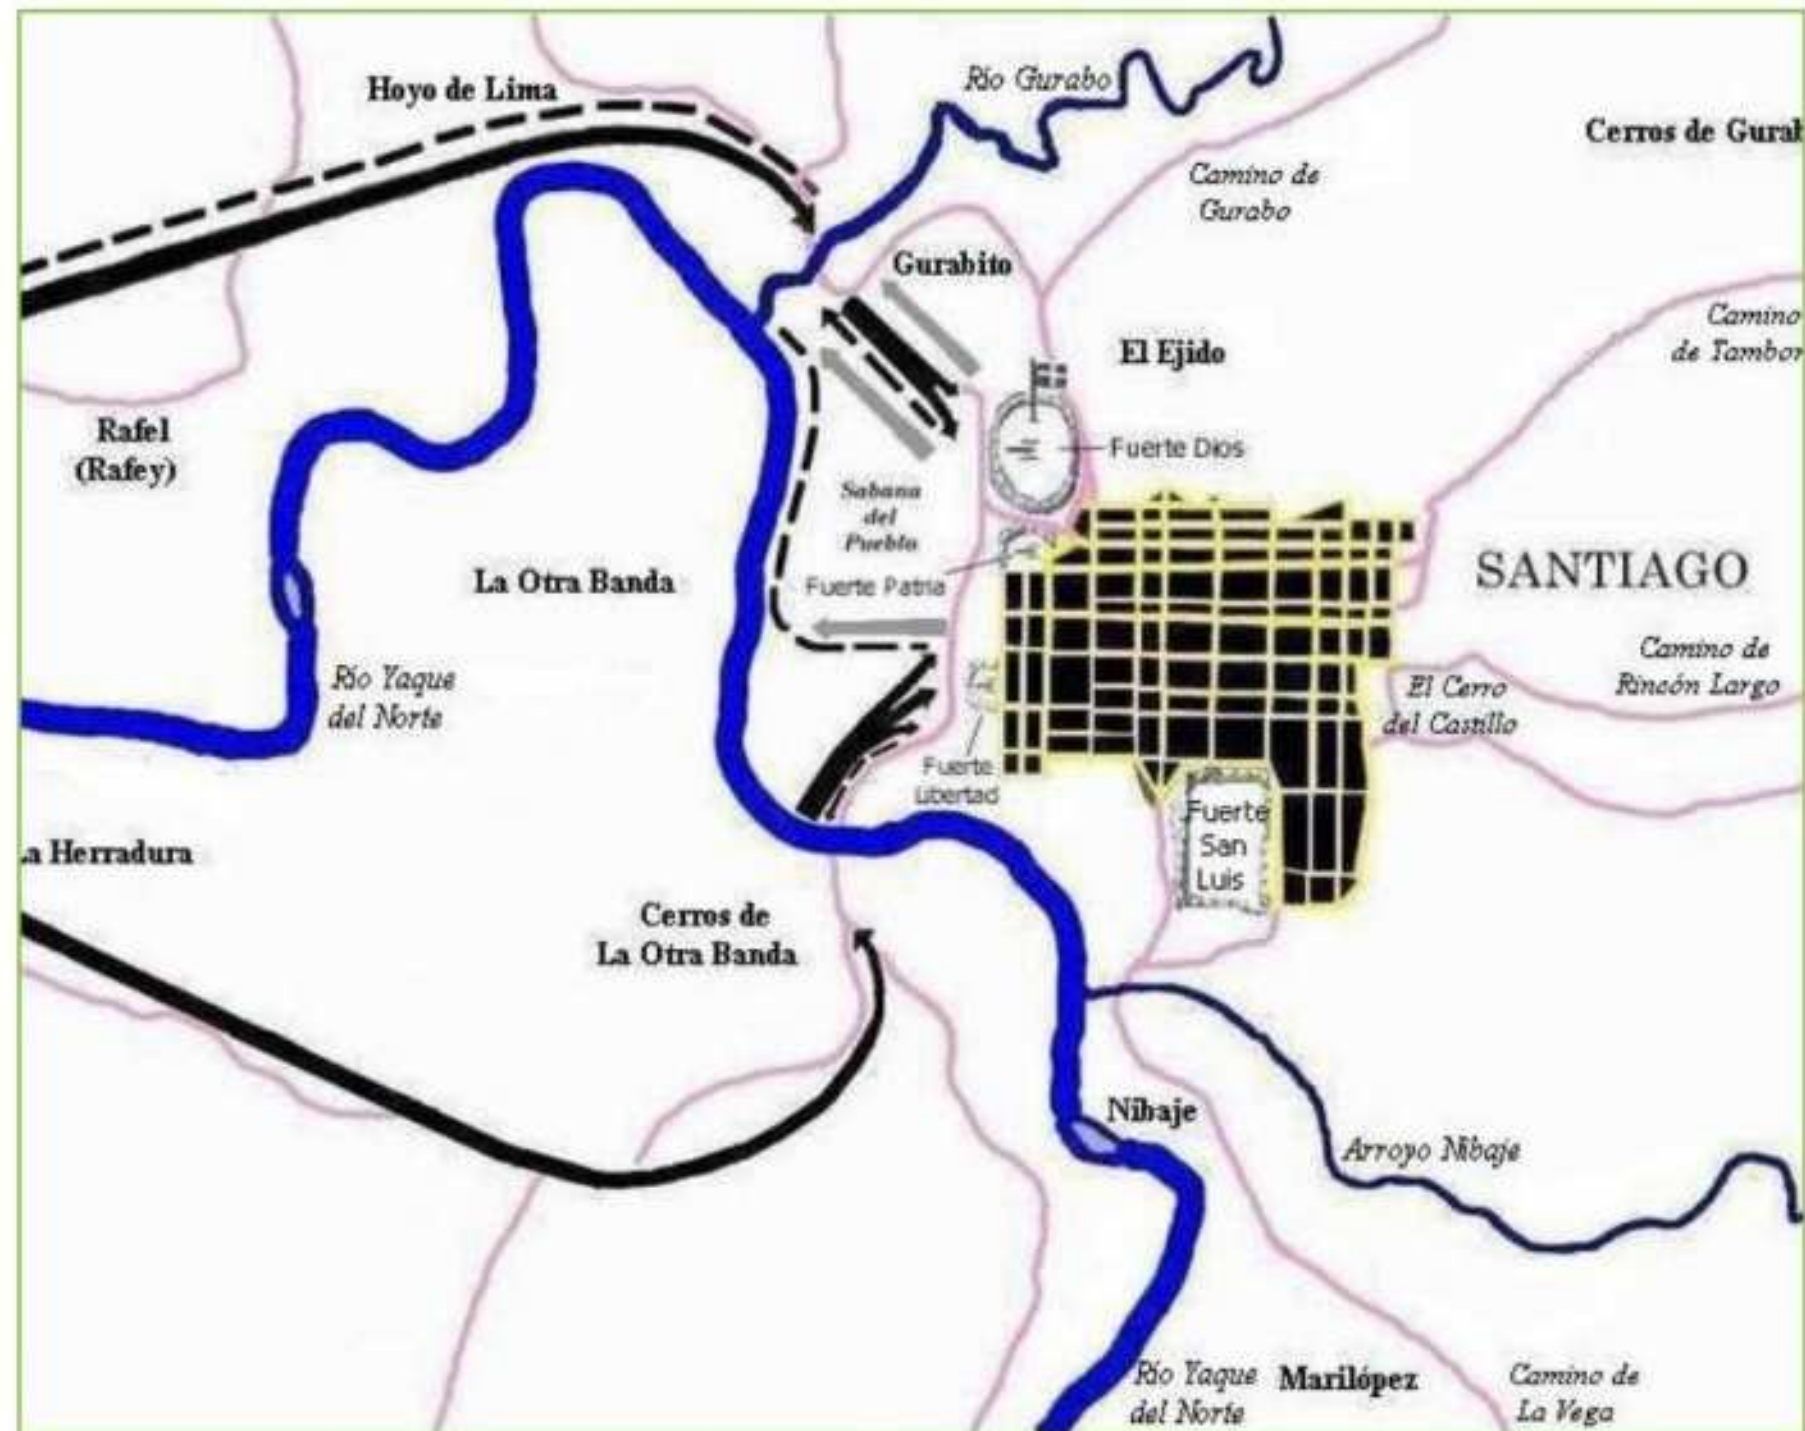 Hoyo de Lima
Río Gurabo
Cerros de Gurab
Camino de
Gurabo
Gurabito
Camino
de Tambor
El Ejido
Rafel
(Rafey)
Fuerte Dios
Sabana
del
Pueblo
La Otra Banda
Fuerte Patria
SANTIAGO
Río Yaque
del Norte
Camino de
Rincón Largo
El Cerro
del Castillo
Fuerte
Libertad
Fuerte
San
Luis
a Herradura
Cerros de
La Otra Banda
Nibaje
Arroyo Nibaje
Río Yaque
del Norte
Marilópez
Camino de
La Vega